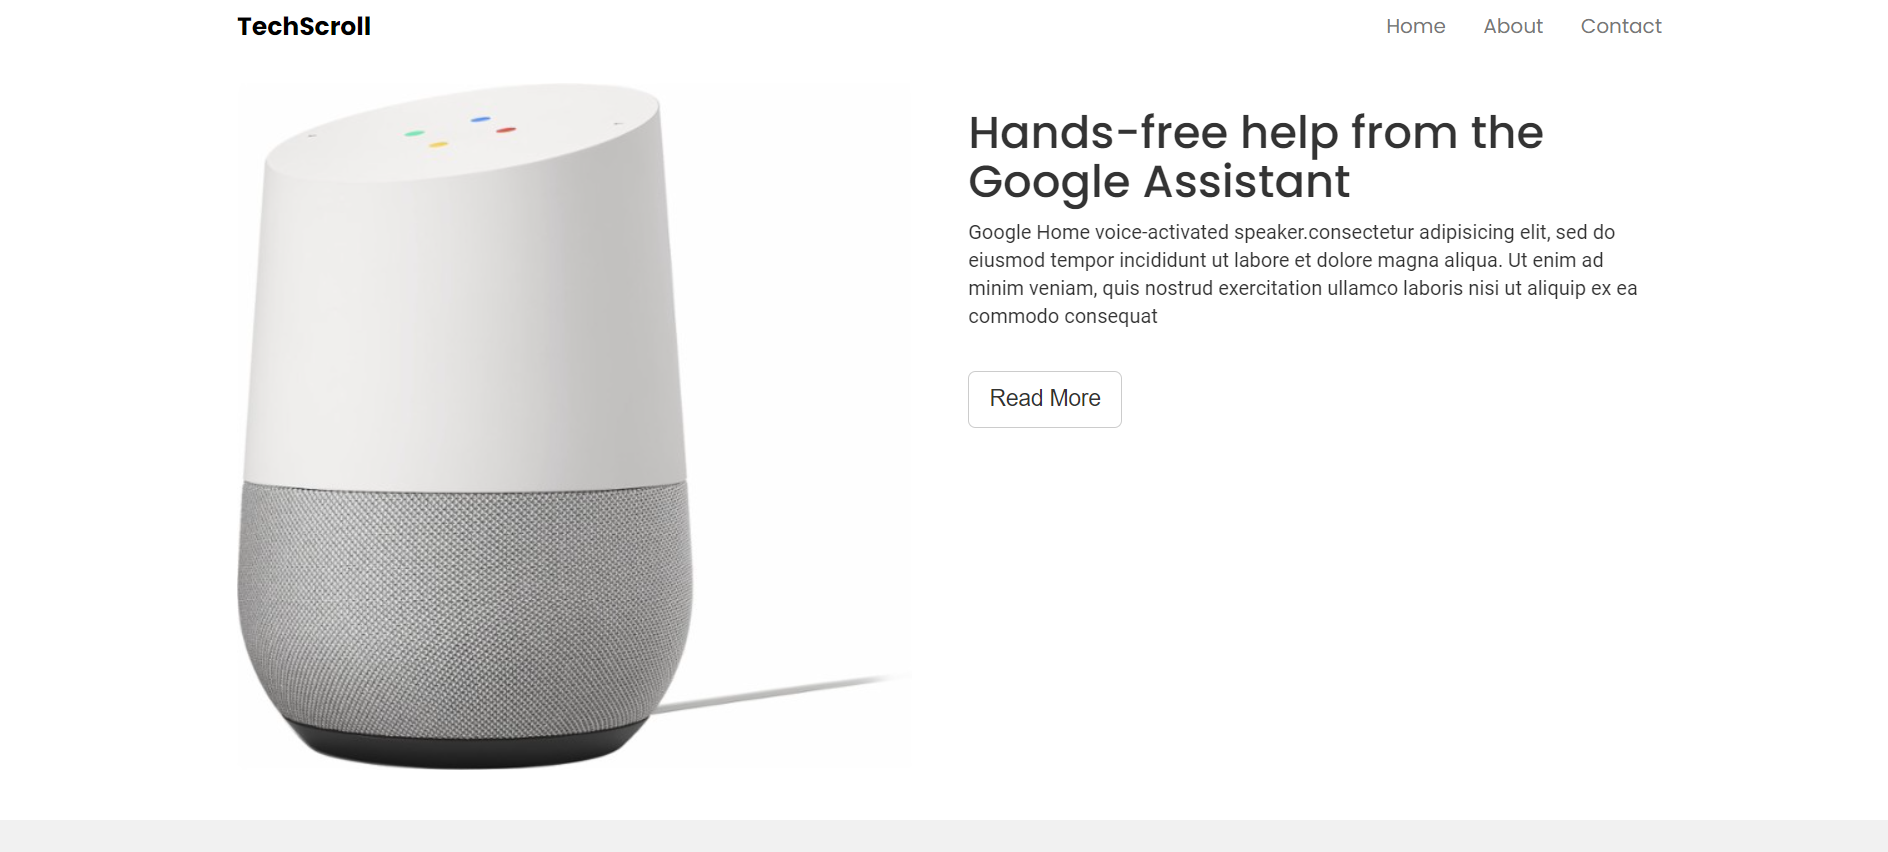 TechScroll
Home About Contact
Hands-free help from the
Google Assistant
Google Home voice-activated speaker.consectetur adipisicing elit, sed do
eiusmod tempor incididunt ut labore et dolore magna aliqua. Ut enim ad
minim veniam, quis nostrud exercitation ullamco laboris nisi ut aliquip ex ea
commodo consequat
Read More